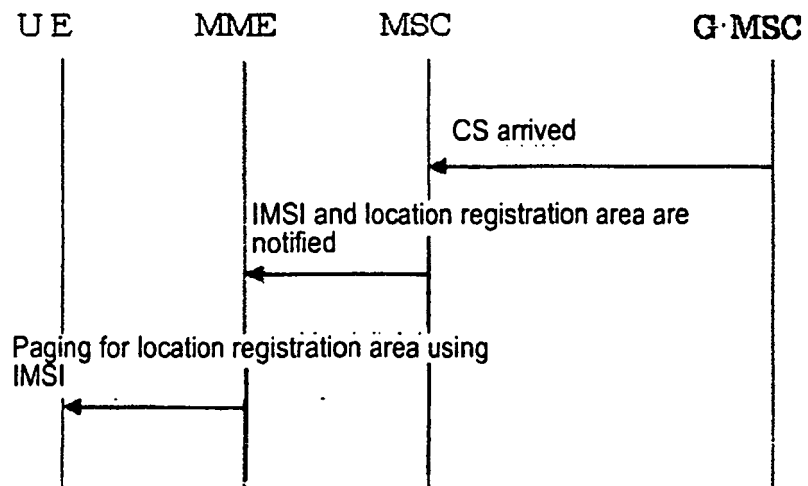 UE MME MSC G·MSC
CS arrived
IMSI and location registration area are
notified
Paging for location registration area using
IMSI